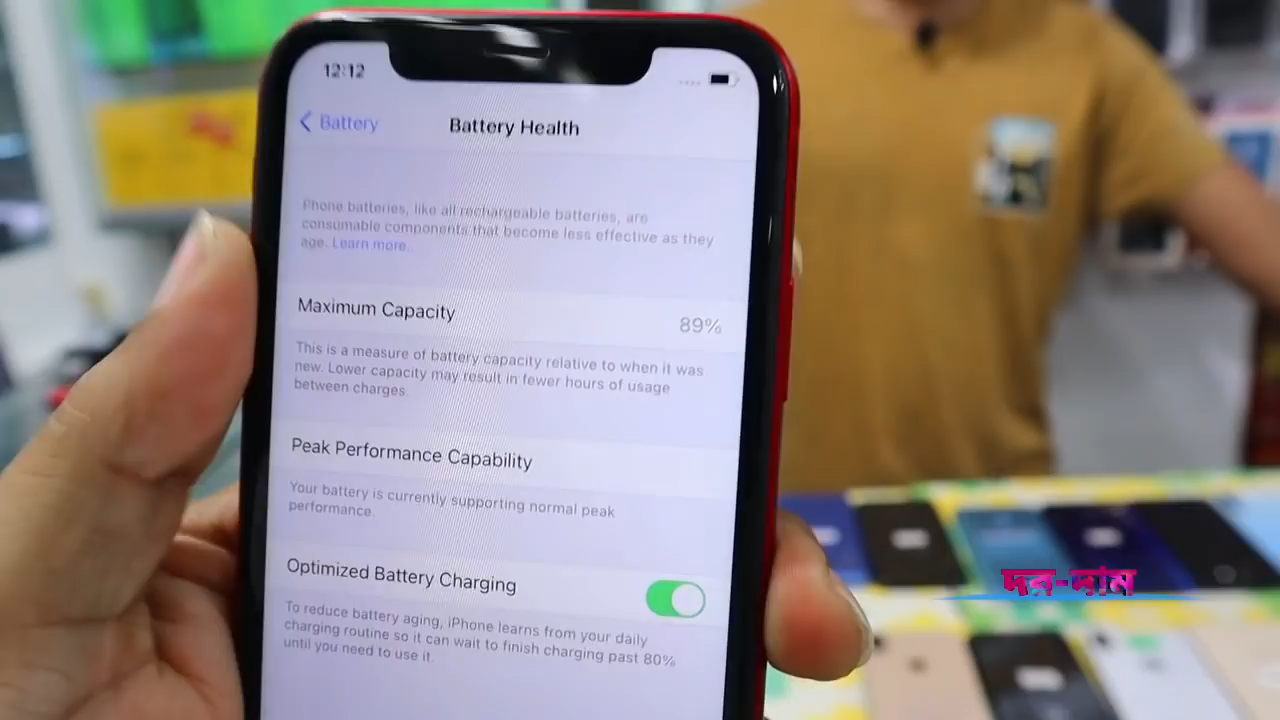 12:12
Battery
Battery Health
Phone batteries, like all rechargeable batteries, are
consumable components that become less effective as they
age. Learn more.
Maximum Capacity
89%
This is a measure of battery capacity relative to when it was
new. Lower capacity may result in fewer hours of usage
between charges.
Peak Performance Capability
Your battery is currently supporting normal peak
performance.
Optimized Battery Charging
To reduce battery aging, iPhone learns from your daily
charging routine so it can wait to finish charging past 80%
until you need to use it.
দর-দাম